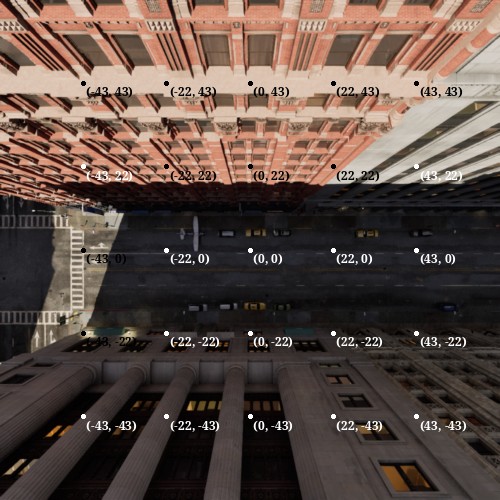 (-43, 43) (-22, 43) (0, 43) (22, 43) (43, 43)
(-43, 22) (-22, 22) (0, 22) (22, 22) (43, 22)
(-43, 0) (-22, 0) (0, 0) (22, 0) (43, 0)
(-43, -22) (-22, -22) (0, -22) (22, -22) (43, -22)
(-43, -43) (-22, -43) (0, -43) (22, -43) (43, -43)